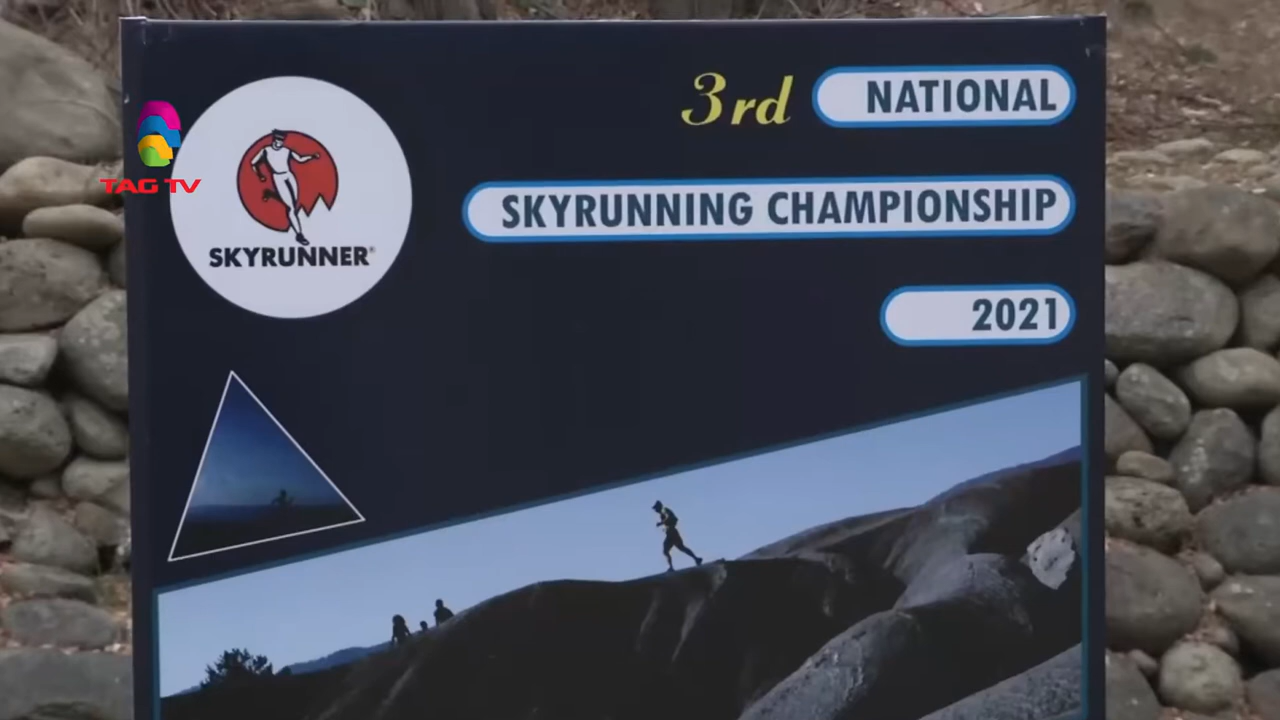 3rd NATIONAL
SKYRUNNING CHAMPIONSHIP
2021
SKYRUNNER®
TAG TV